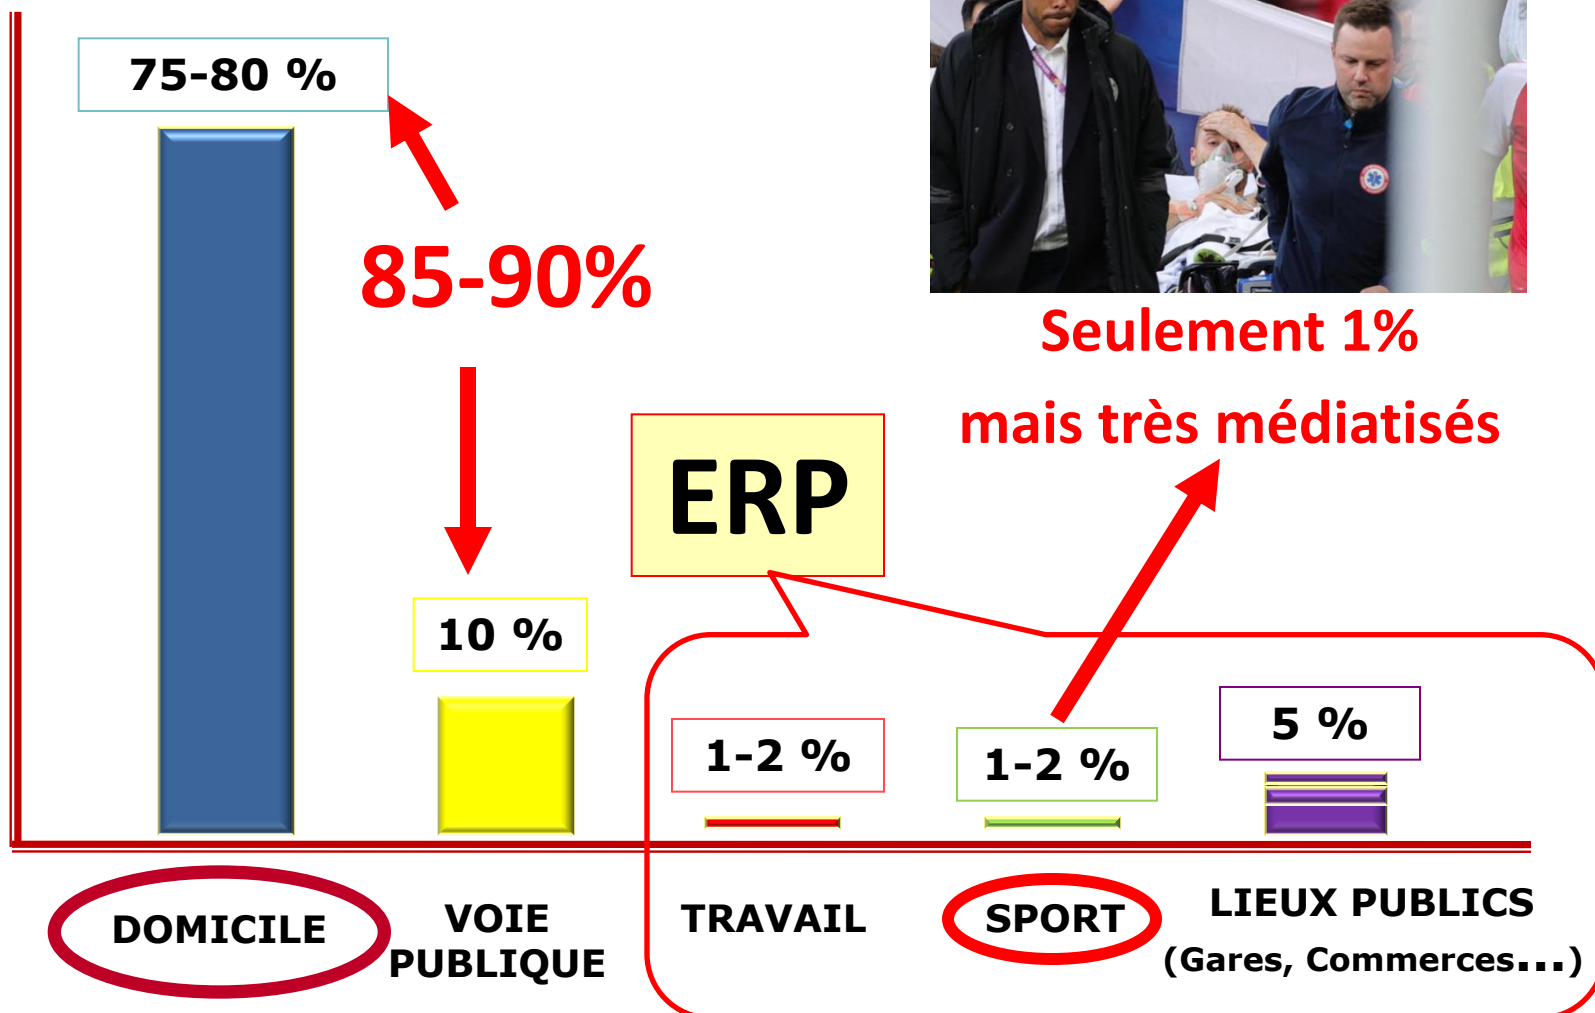 75-80 %
85-90%
Seulement 1%
mais très médiatisés
ERP
10 %
1-2 %
1-2 %
5 %
DOMICILE
VOIE
PUBLIQUE
TRAVAIL
SPORT
LIEUX PUBLICS
(Gares, Commerces...)